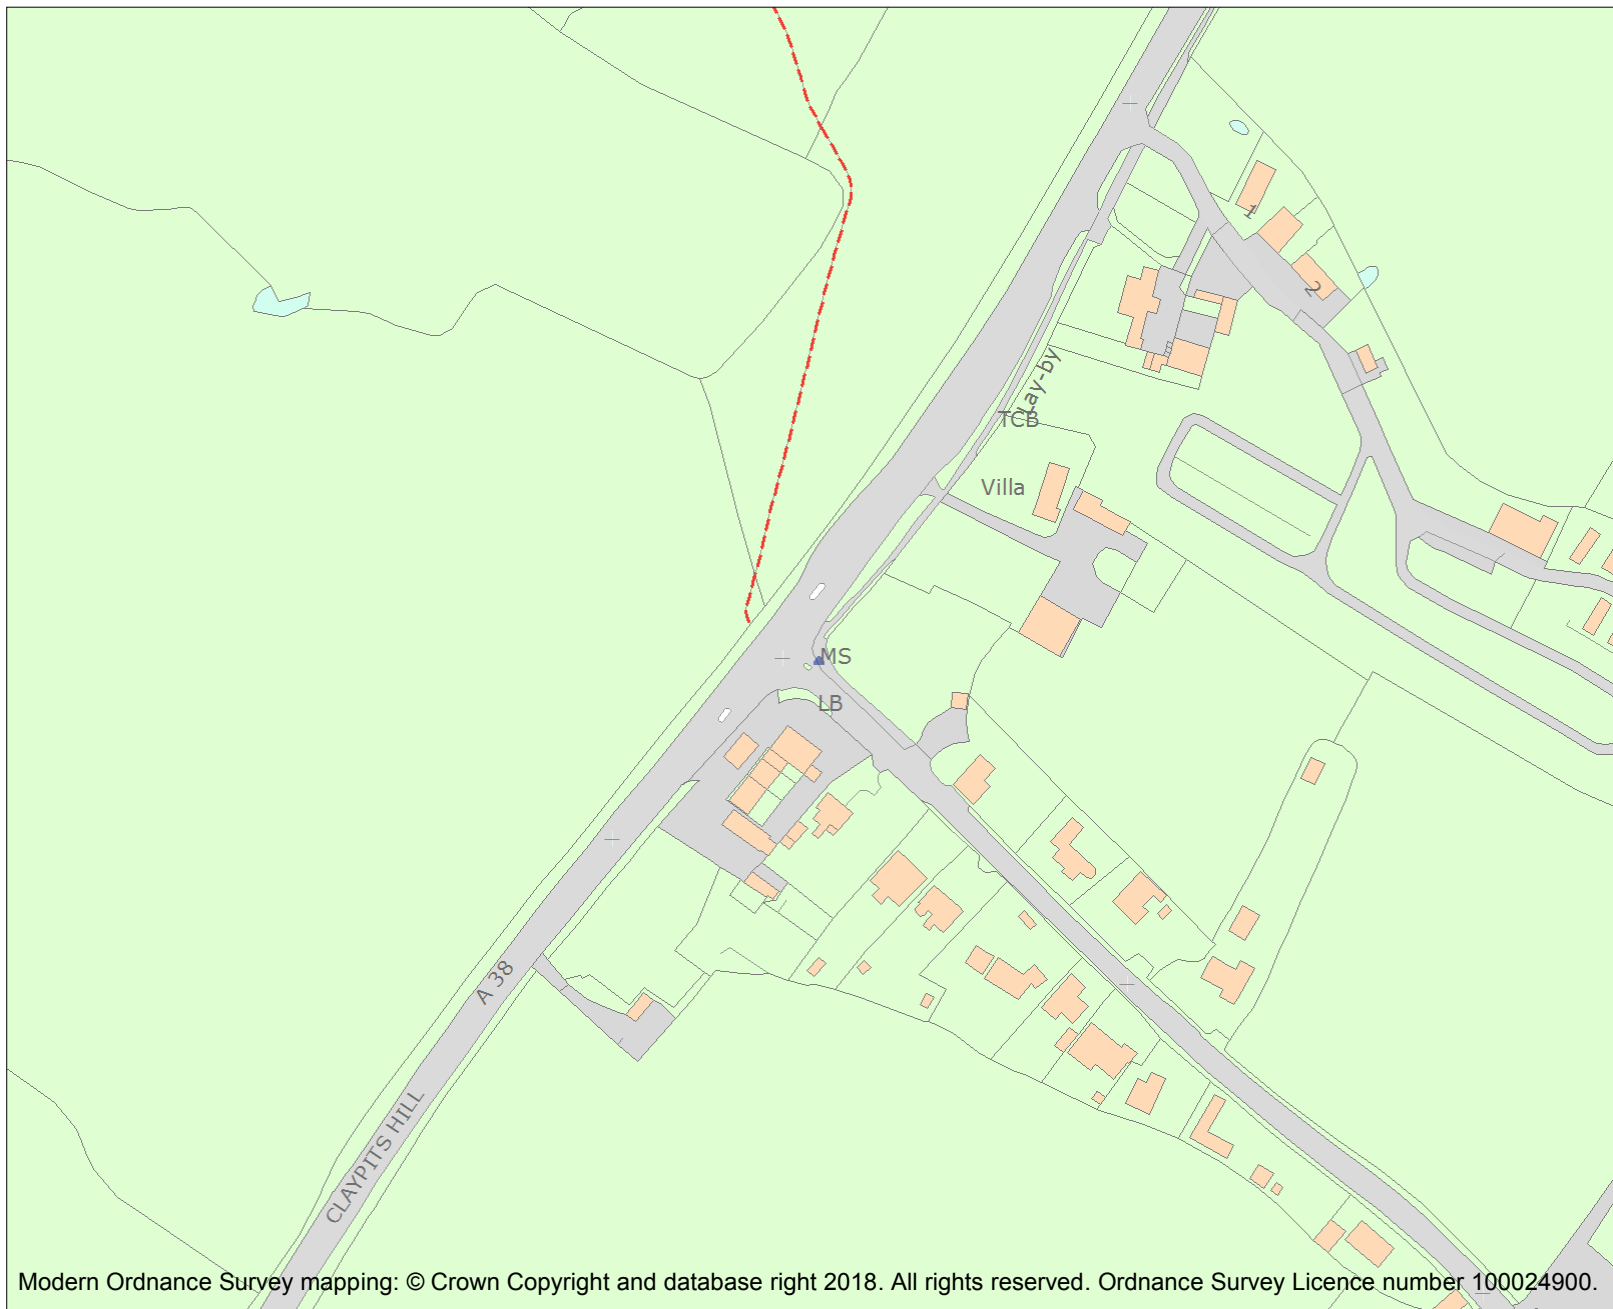 1
2
Lay-by
TCB
Villa
MS
LB
A 38
CLAYPITS HILL
Modern Ordnance Survey mapping: © Crown Copyright and database right 2018. All rights reserved. Ordnance Survey Licence number 100024900.